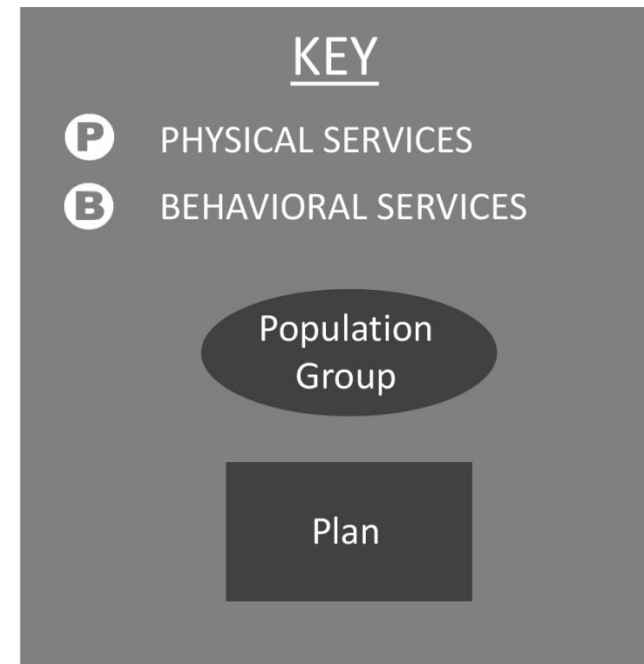 KEY
P PHYSICAL SERVICES
B BEHAVIORAL SERVICES
Population
Group
Plan